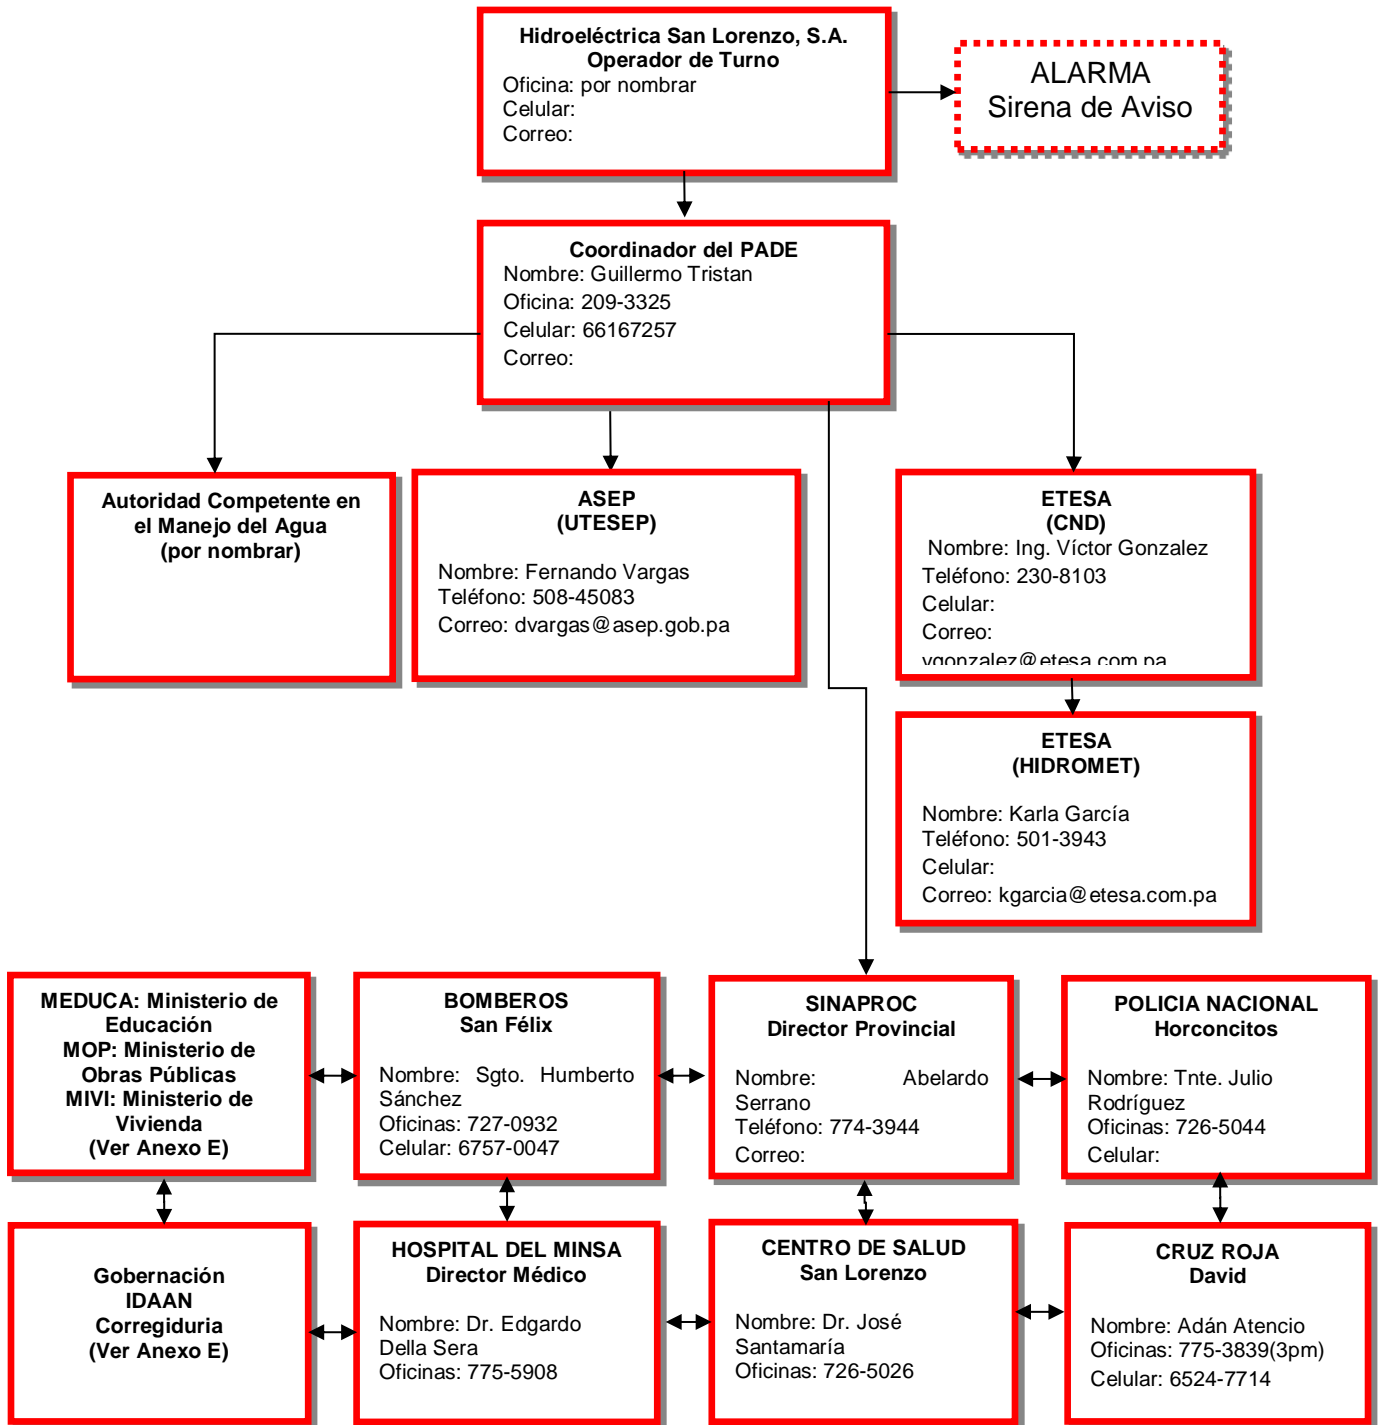 Hidroeléctrica San Lorenzo, S.A.
Operador de Turno
Oficina: por nombrar
Celular:
Correo:
ALARMA
Sirena de Aviso
Coordinador del PADE
Nombre: Guillermo Tristan
Oficina: 209-3325
Celular: 66167257
Correo:
Autoridad Competente en
el Manejo del Agua
(por nombrar)
ASEP
(UTESEP)
Nombre: Fernando Vargas
Teléfono: 508-45083
Correo: dvargas@asep.gob.pa
ETESA
(CND)
Nombre: Ing. Víctor Gonzalez
Teléfono: 230-8103
Celular:
Correo:
vgonzalez@etesa.com.pa
ETESA
(HIDROMET)
Nombre: Karla García
Teléfono: 501-3943
Celular:
Correo: kgarcia@etesa.com.pa
MEDUCA: Ministerio de
Educación
MOP: Ministerio de
Obras Públicas
MIVI: Ministerio de
Vivienda
(Ver Anexo E)
BOMBEROS
San Félix
Nombre: Sgto. Humberto
Sánchez
Oficinas: 727-0932
Celular: 6757-0047
SINAPROC
Director Provincial
Nombre: Abelardo
Serrano
Teléfono: 774-3944
Correo:
POLICIA NACIONAL
Horconcitos
Nombre: Tnte. Julio
Rodríguez
Oficinas: 726-5044
Celular:
Gobernación
IDAAN
Corregiduria
(Ver Anexo E)
HOSPITAL DEL MINSA
Director Médico
Nombre: Dr. Edgardo
Della Sera
Oficinas: 775-5908
CENTRO DE SALUD
San Lorenzo
Nombre: Dr. José
Santamaría
Oficinas: 726-5026
CRUZ ROJA
David
Nombre: Adán Atencio
Oficinas: 775-3839(3pm)
Celular: 6524-7714